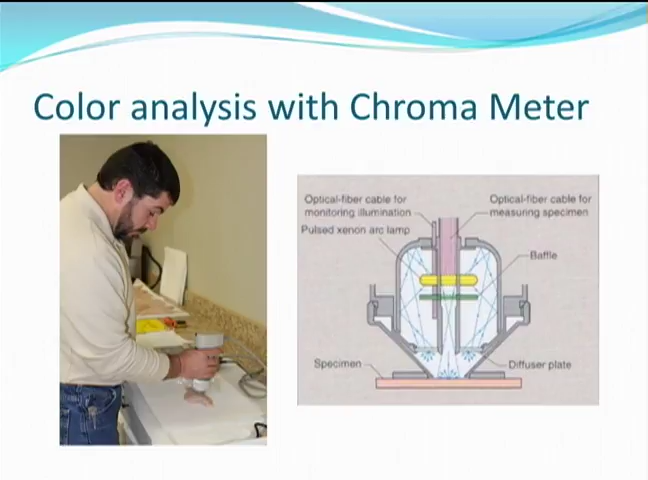 Color analysis with Chroma Meter
Optical-fiber cable for
monitoring illumination
Optical-fiber cable for
measuring specimen
Pulsed xenon arc lamp
Baffle
Specimen
Diffuser plate